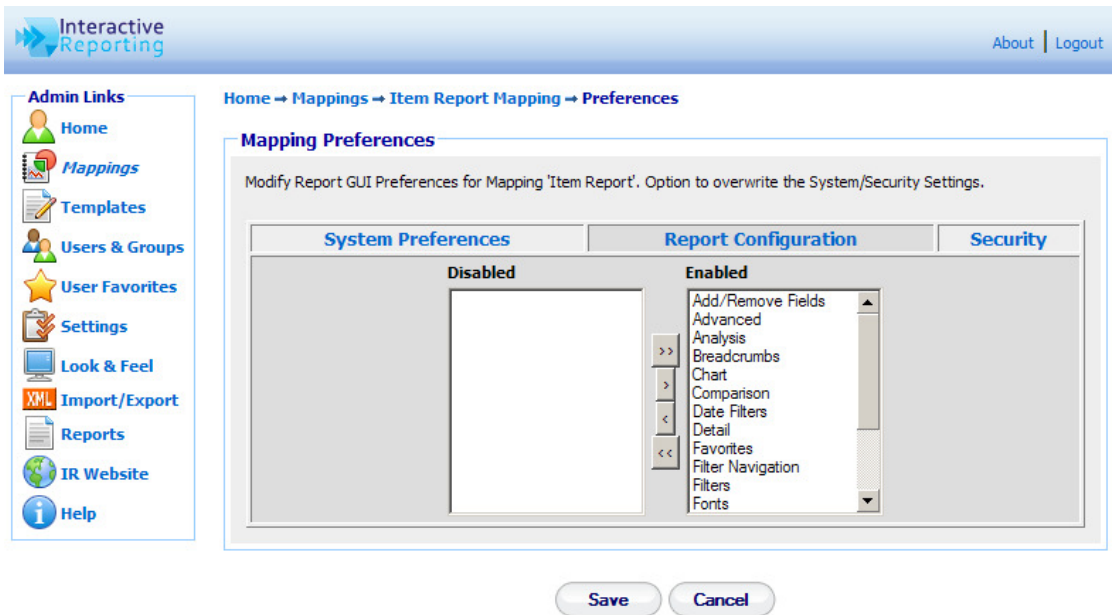 Interactive
Reporting
About | Logout
Admin Links
Home
Mappings
Templates
Users & Groups
User Favorites
Settings
Look & Feel
XML Import/Export
Reports
IR Website
Help
Home → Mappings → Item Report Mapping → Preferences
Mapping Preferences
Modify Report GUI Preferences for Mapping 'Item Report'. Option to overwrite the System/Security Settings.
System Preferences Report Configuration Security
Disabled Enabled
Add/Remove Fields
Advanced
Analysis
Breadcrumbs
Chart
Comparison
Date Filters
Detail
Favorites
Filter Navigation
Filters
Fonts
>>
>
<
<<
Save Cancel